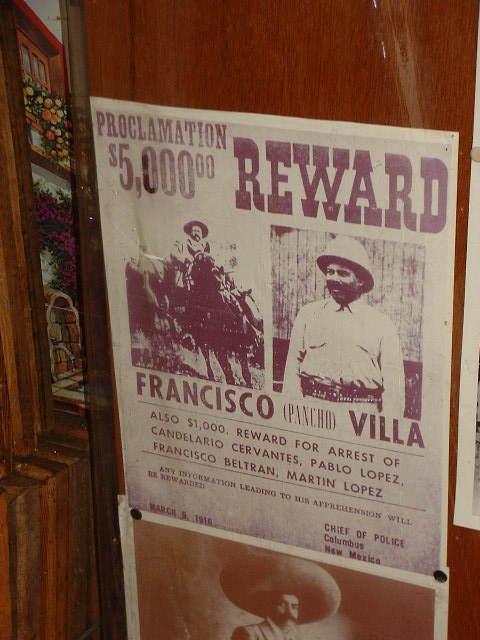 PROCLAMATION
$5,000.00
REWARD
FRANCISCO (PANCHO) VILLA
ALSO $1,000. REWARD FOR ARREST OF
CANDELARIO CERVANTES, PABLO LOPEZ,
FRANCISCO BELTRAN, MARTIN LOPEZ
ANY INFORMATION LEADING TO HIS APPREHENSION WILL
BE REWARDED
MARCH 9, 1916
CHIEF OF POLICE
Columbus
New Mexico